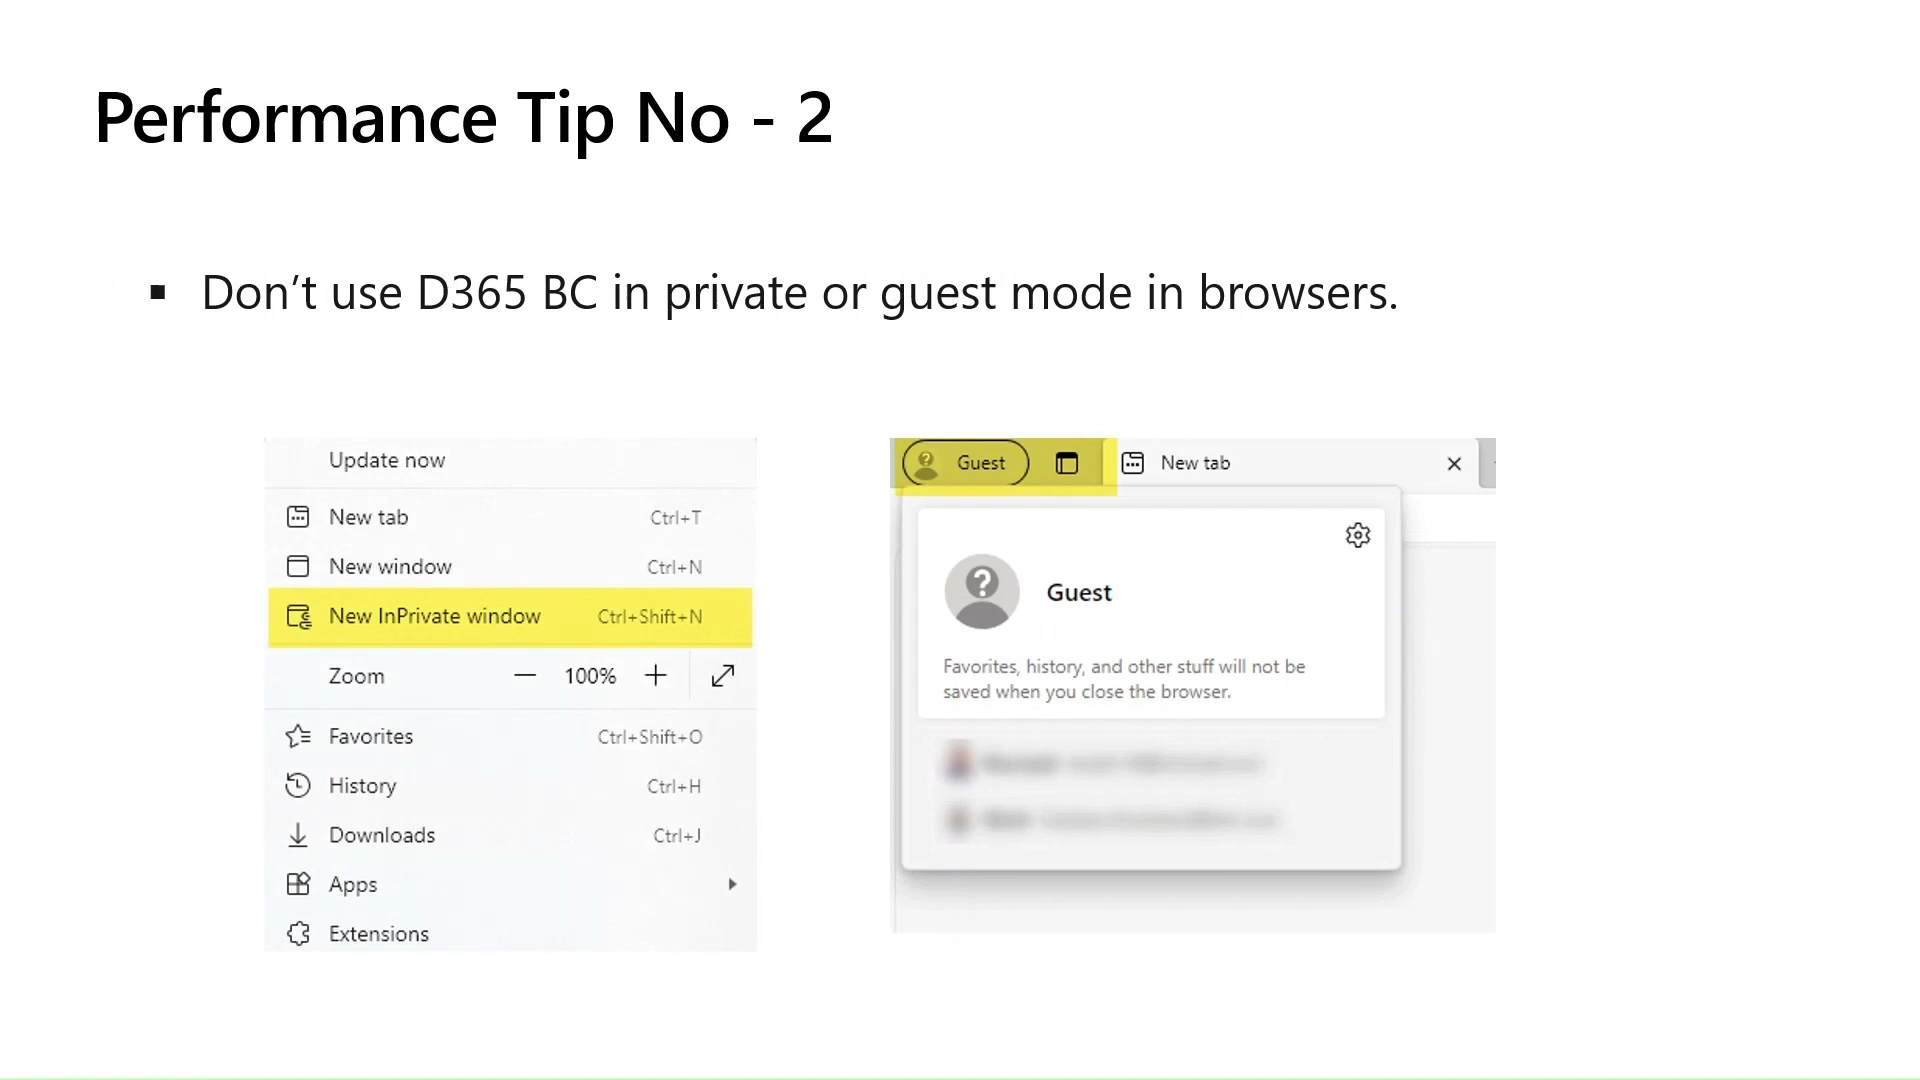 Performance Tip No - 2
▪ Don’t use D365 BC in private or guest mode in browsers.
Update now
New tab Ctrl+T
New window Ctrl+N
New InPrivate window Ctrl+Shift+N
Zoom — 100% +
Favorites Ctrl+Shift+O
History Ctrl+H
Downloads Ctrl+J
Apps
Extensions
Guest New tab
Guest
Favorites, history, and other stuff will not be
saved when you close the browser.